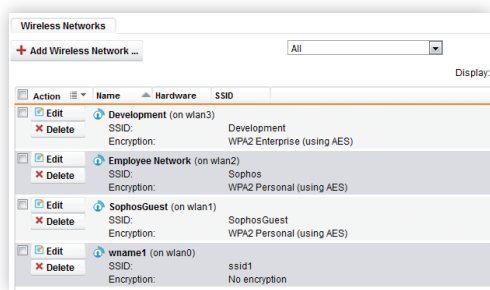 Wireless Networks
+ Add Wireless Network ... All
Display:
Action Name Hardware SSID
Edit Development (on wlan3)
Delete SSID: Development
Encryption: WPA2 Enterprise (using AES)
Edit Employee Network (on wlan2)
Delete SSID: Sophos
Encryption: WPA2 Personal (using AES)
Edit SophosGuest (on wlan1)
Delete SSID: SophosGuest
Encryption: WPA2 Personal (using AES)
Edit wname1 (on wlan0)
Delete SSID: ssid1
Encryption: No encryption